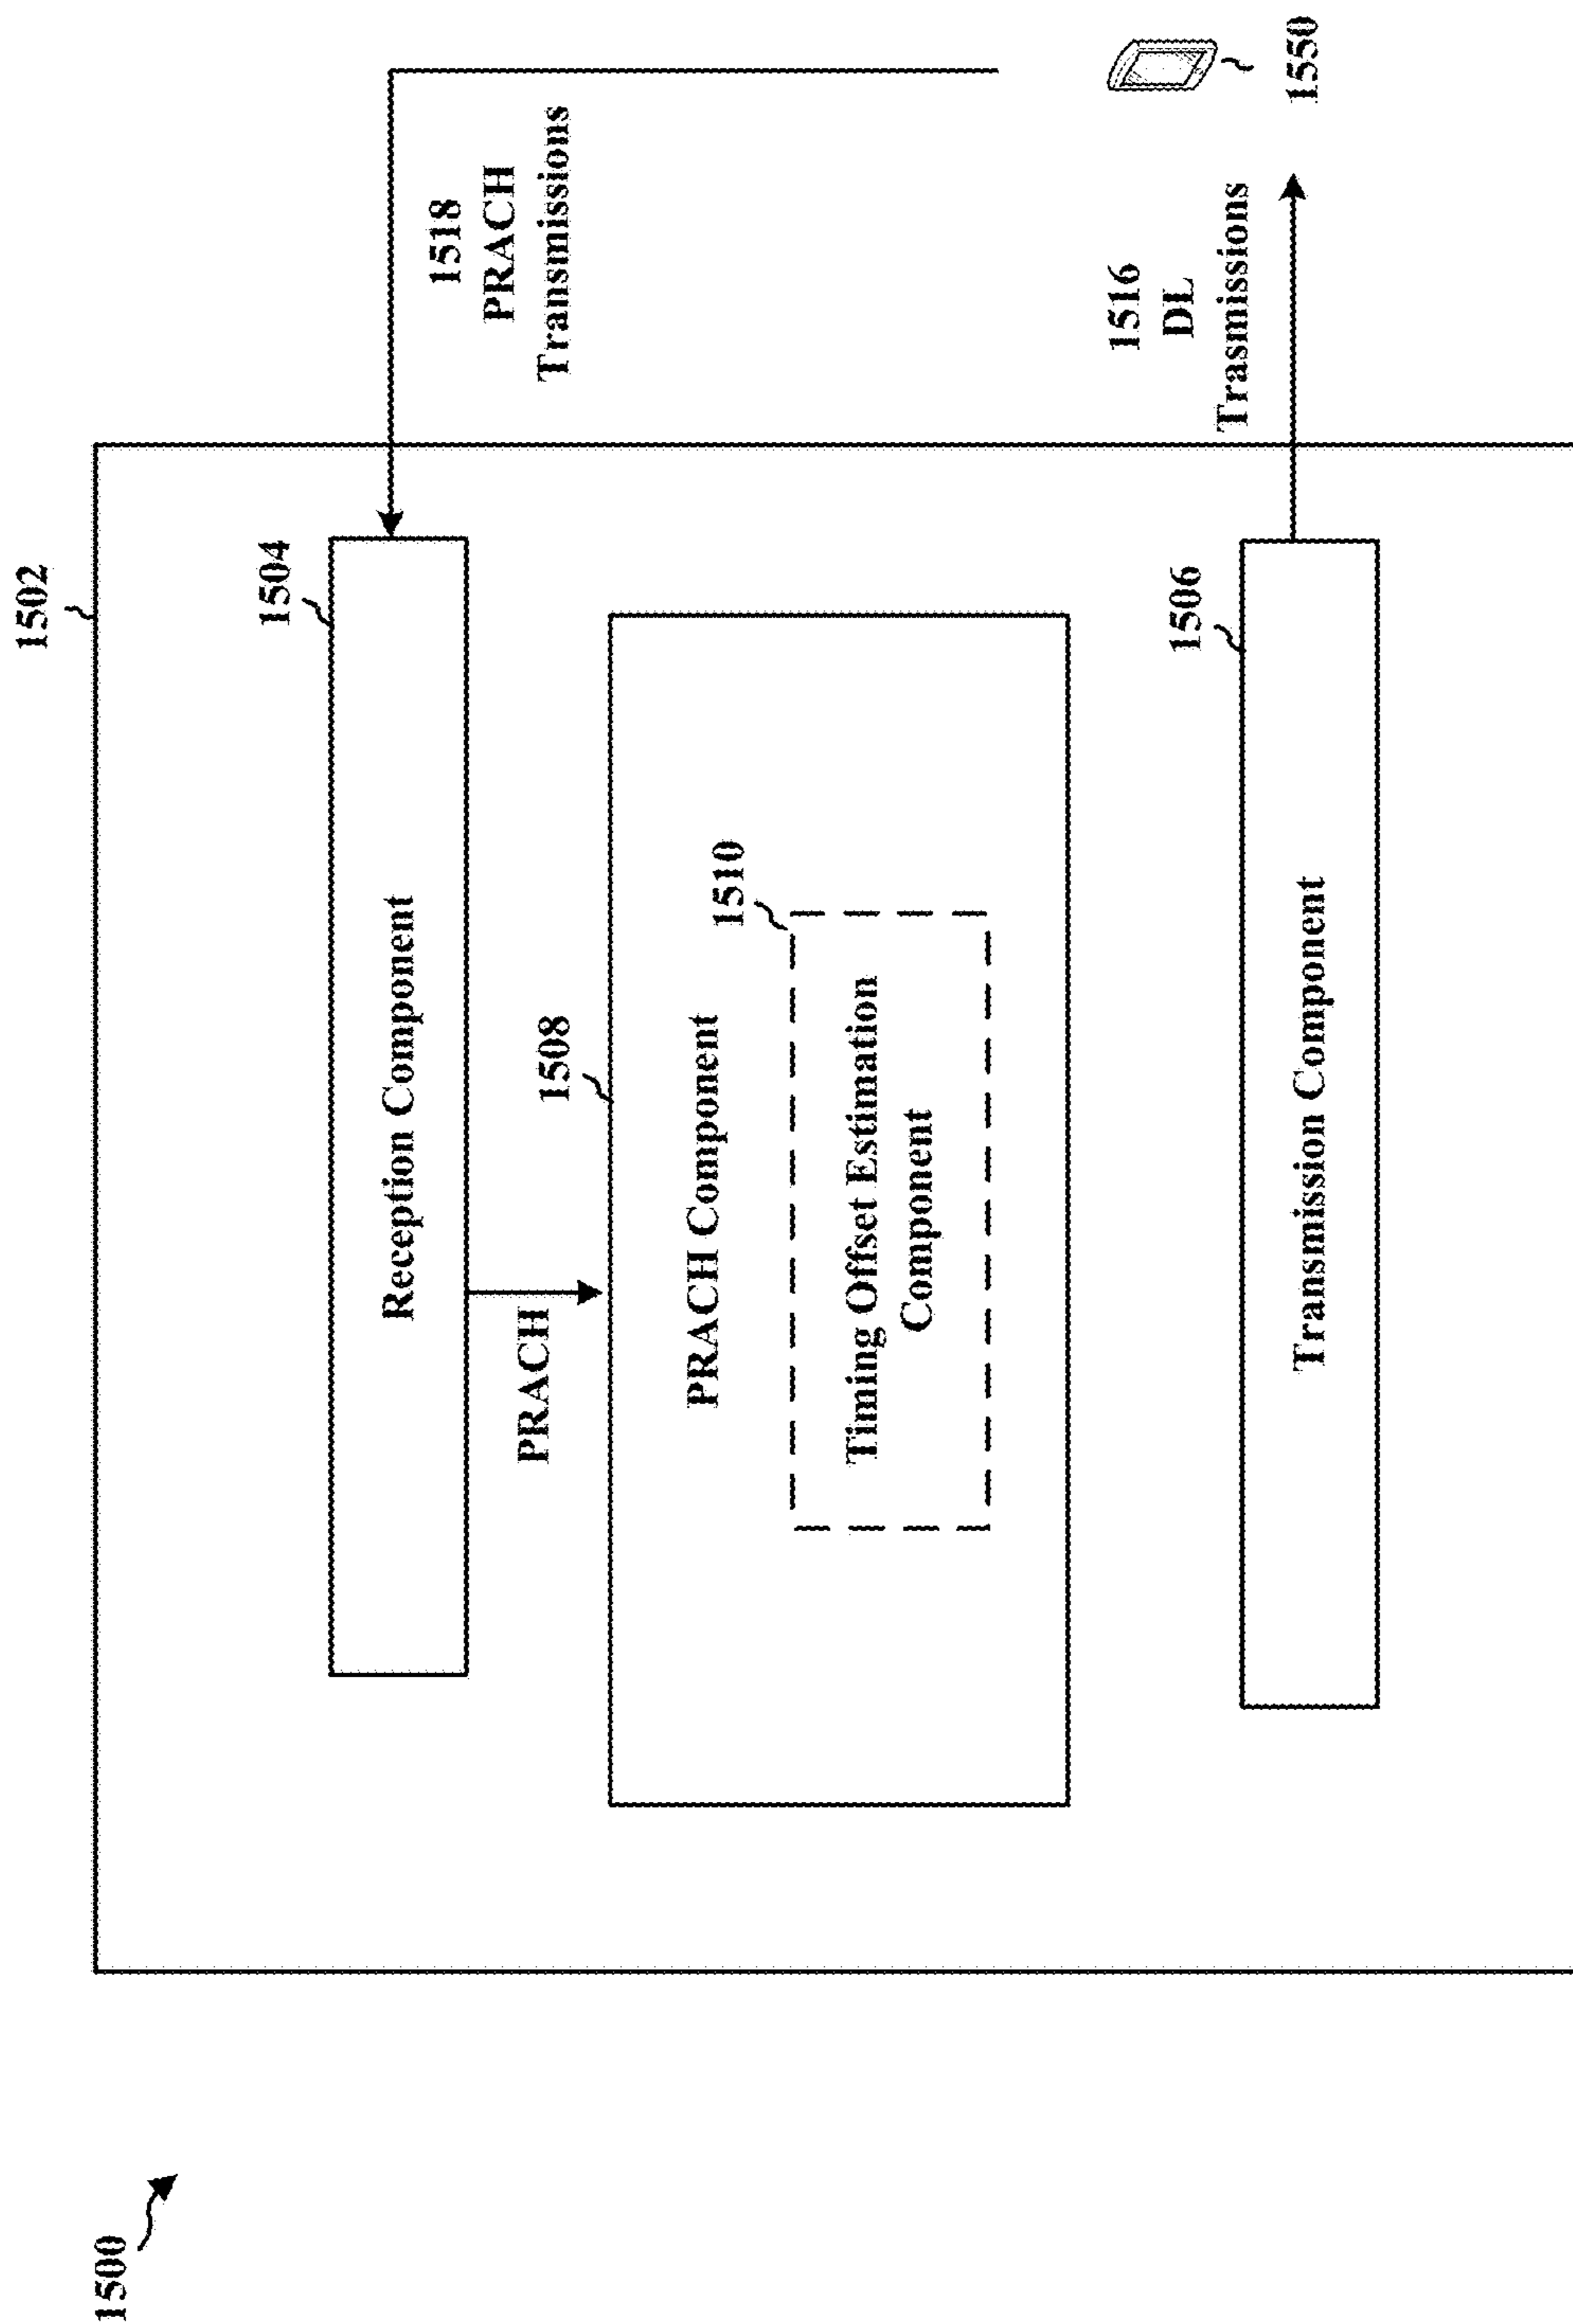 1500
1502
1504
Reception Component
1518
PRACH
Transmissions
PRACH
1508
PRACH Component
1510
Timing Offset Estimation
Component
1516
DL
Trasmissions
1506
Transmission Component
1550